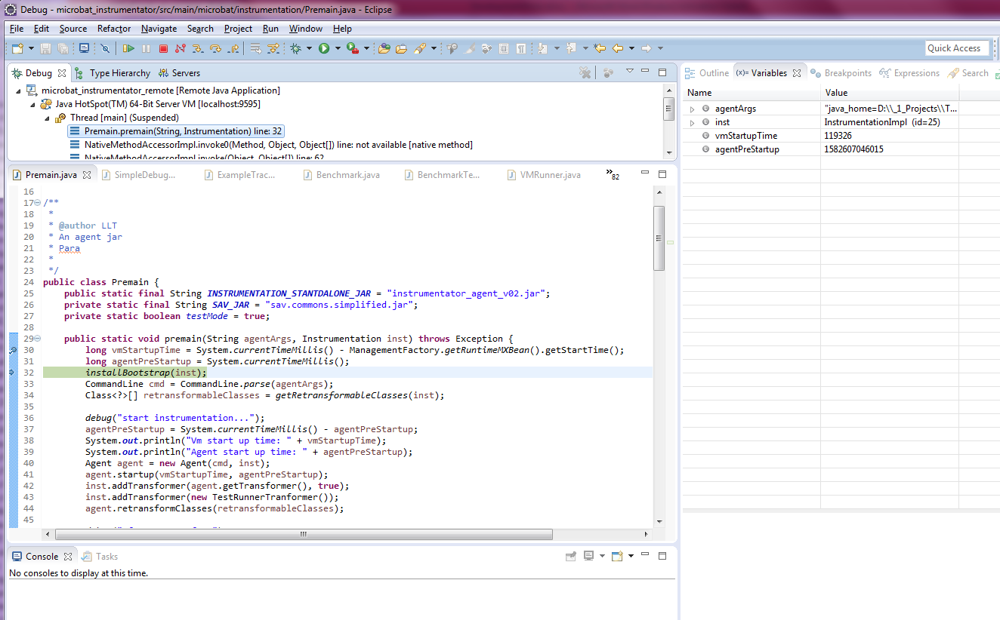 Debug - microbat_instrumentator/src/main/microbat/instrumentation/Premain.java - Eclipse
File Edit Source Refactor Navigate Search Project Run Window Help
Quick Access
Debug Type Hierarchy Servers
microbat_instrumentator_remote [Remote Java Application]
Java HotSpot(TM) 64-Bit Server VM [localhost:9595]
Thread [main] (Suspended)
Premain.premain(String, Instrumentation) line: 32
NativeMethodAccessorImpl.invoke0(Method, Object, Object[]) line: not available [native method]
NativeMethodAccessorImpl.invoke(Object, Object[]) line: 62
Premain.java SimpleDebug... ExampleTrac... Benchmark.java BenchmarkTe... VMRunner.java »82
16
17 /**
18 *
19 * @author LLT
20 * An agent jar
21 * Para
22 *
23 */
24 public class Premain {
25 public static final String INSTRUMENTATION_STANTDALONE_JAR = "instrumentator_agent_v02.jar";
26 private static final String SAV_JAR = "sav.commons.simplified.jar";
27 private static boolean testMode = true;
28
29 public static void premain(String agentArgs, Instrumentation inst) throws Exception {
30 long vmStartupTime = System.currentTimeMillis() - ManagementFactory.getRuntimeMXBean().getStartTime();
31 long agentPreStartup = System.currentTimeMillis();
32 installBootstrap(inst);
33 CommandLine cmd = CommandLine.parse(agentArgs);
34 Class<?>[] retransformableClasses = getRetransformableClasses(inst);
35
36 debug("start instrumentation...");
37 agentPreStartup = System.currentTimeMillis() - agentPreStartup;
38 System.out.println("Vm start up time: " + vmStartupTime);
39 System.out.println("Agent start up time: " + agentPreStartup);
40 Agent agent = new Agent(cmd, inst);
41 agent.startup(vmStartupTime, agentPreStartup);
42 inst.addTransformer(agent.getTransformer(), true);
43 inst.addTransformer(new TestRunnerTranformer());
44 agent.retransformClasses(retransformableClasses);
45
Console Tasks
No consoles to display at this time.
Outline (x)= Variables Breakpoints Expressions Search
Name Value
agentArgs "java_home=D:\\_1_Projects\\T...
inst InstrumentationImpl (id=25)
vmStartupTime 119326
agentPreStartup 1582607046015